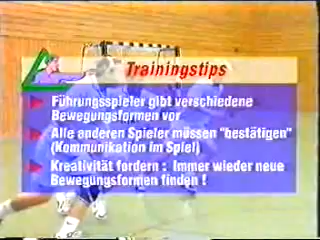 Trainingstips
Führungsspieler gibt verschiedene
Bewegungsformen vor
Alle anderen Spieler müssen "bestätigen"
(Kommunikation im Spiel)
Kreativität fordern : Immer wieder neue
Bewegungsformen finden !